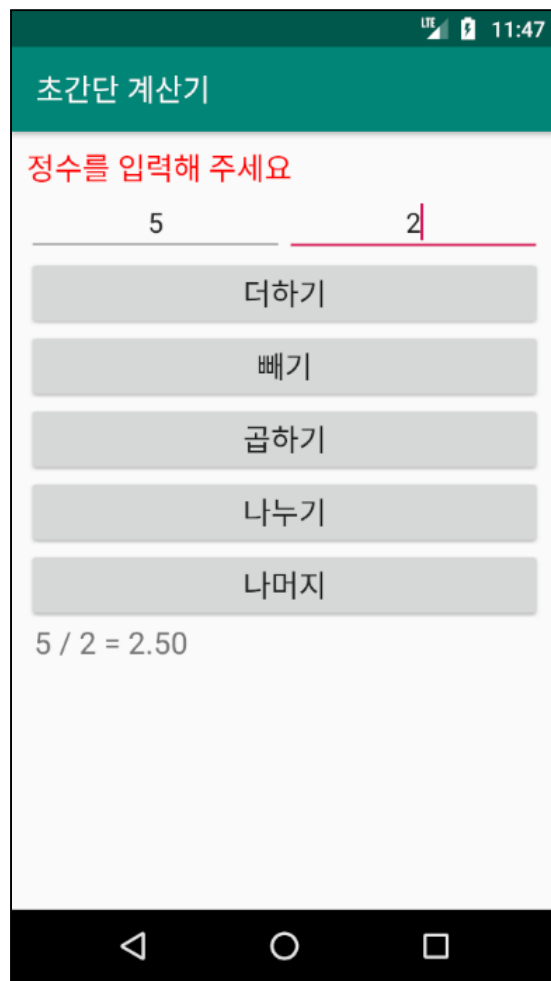 LTE 11:47
초간단 계산기
정수를 입력해 주세요
5 2
더하기
빼기
곱하기
나누기
나머지
5 / 2 = 2.50